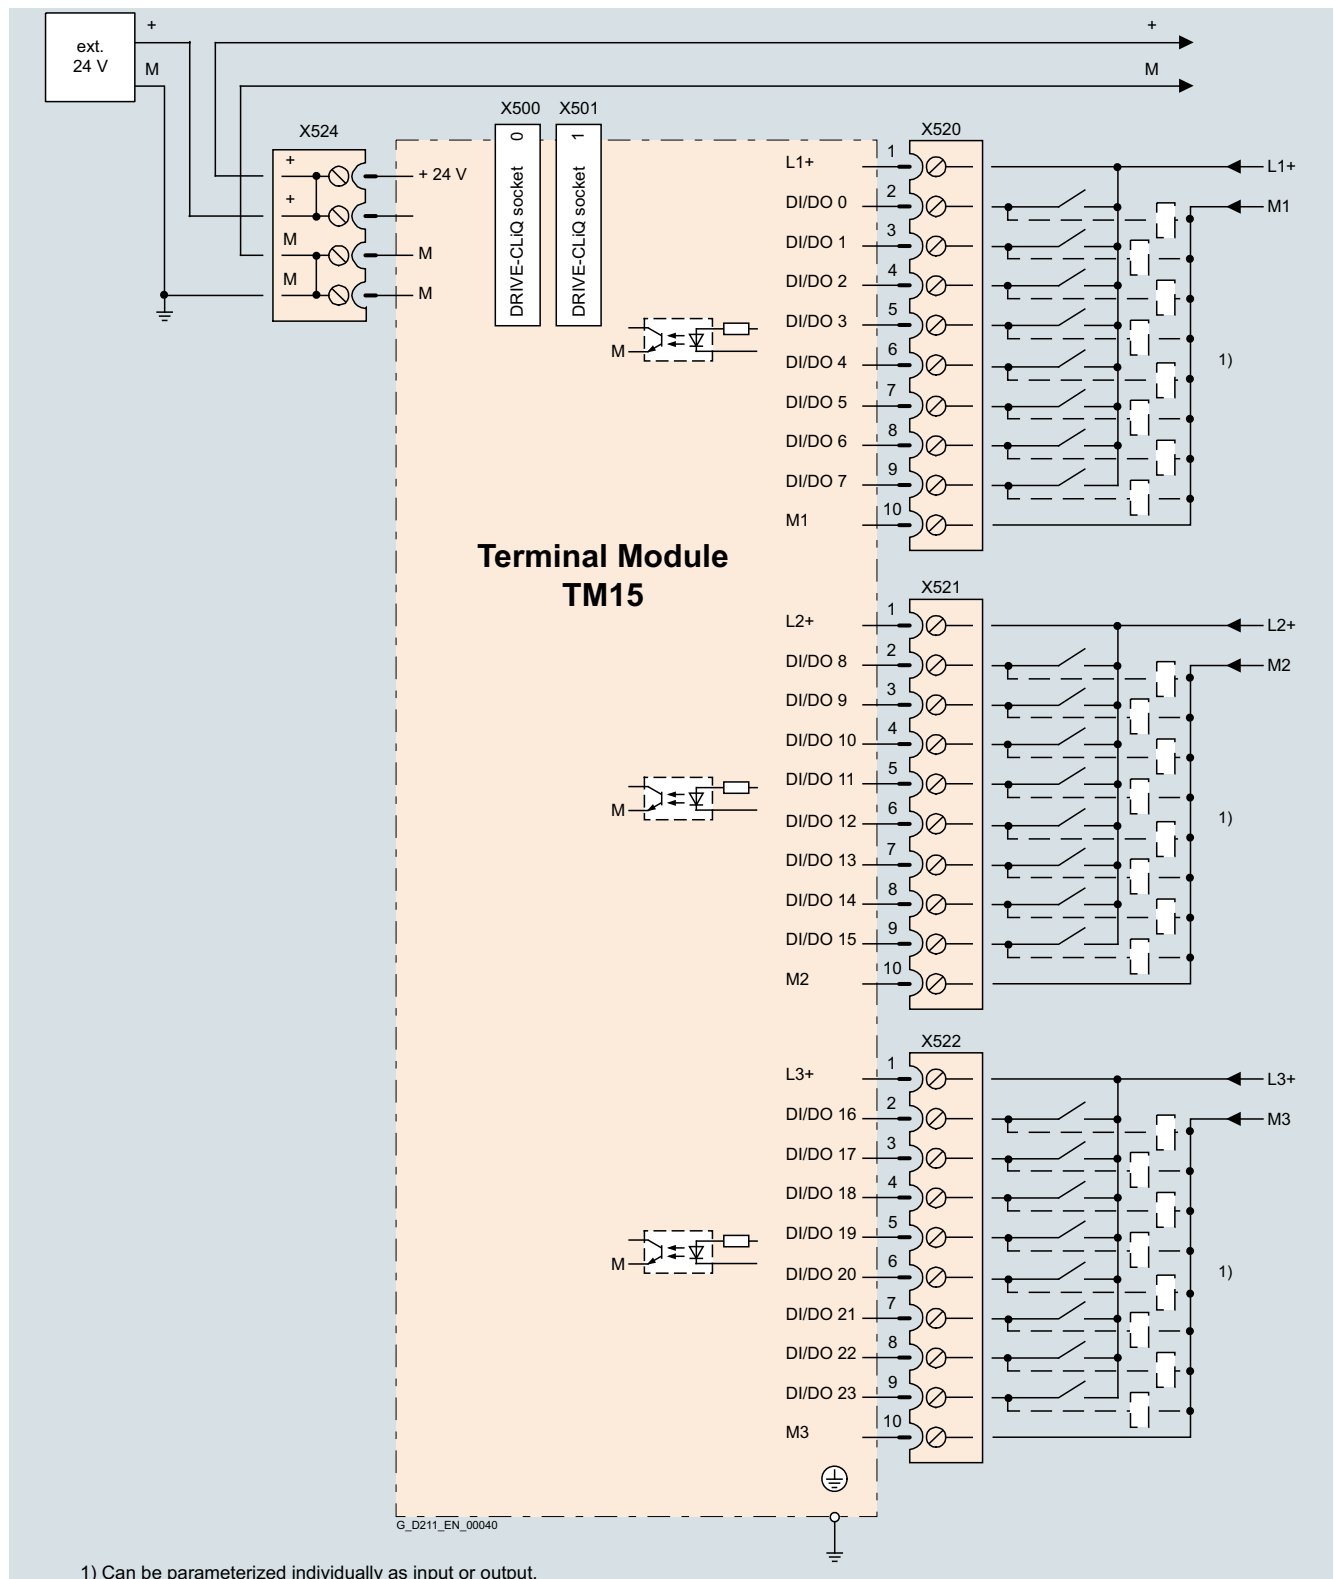 +
+
ext.
24 V
M
M
X500
X501
X524
X520
DRIVE-CLiQ socket 0
DRIVE-CLiQ socket 1
+
+ 24 V
+
M
M
M
M
L1+
1
L1+
DI/DO 0
2
M1
DI/DO 1
3
DI/DO 2
4
DI/DO 3
5
M
DI/DO 4
6
1)
DI/DO 5
7
DI/DO 6
8
DI/DO 7
9
M1
10
Terminal Module
TM15
X521
L2+
1
L2+
DI/DO 8
2
M2
DI/DO 9
3
DI/DO 10
4
DI/DO 11
5
M
DI/DO 12
6
1)
DI/DO 13
7
DI/DO 14
8
DI/DO 15
9
M2
10
X522
L3+
1
L3+
DI/DO 16
2
M3
DI/DO 17
3
DI/DO 18
4
DI/DO 19
5
M
DI/DO 20
6
1)
DI/DO 21
7
DI/DO 22
8
DI/DO 23
9
M3
10
G_D211_EN_00040
1) Can be parameterized individually as input or output.